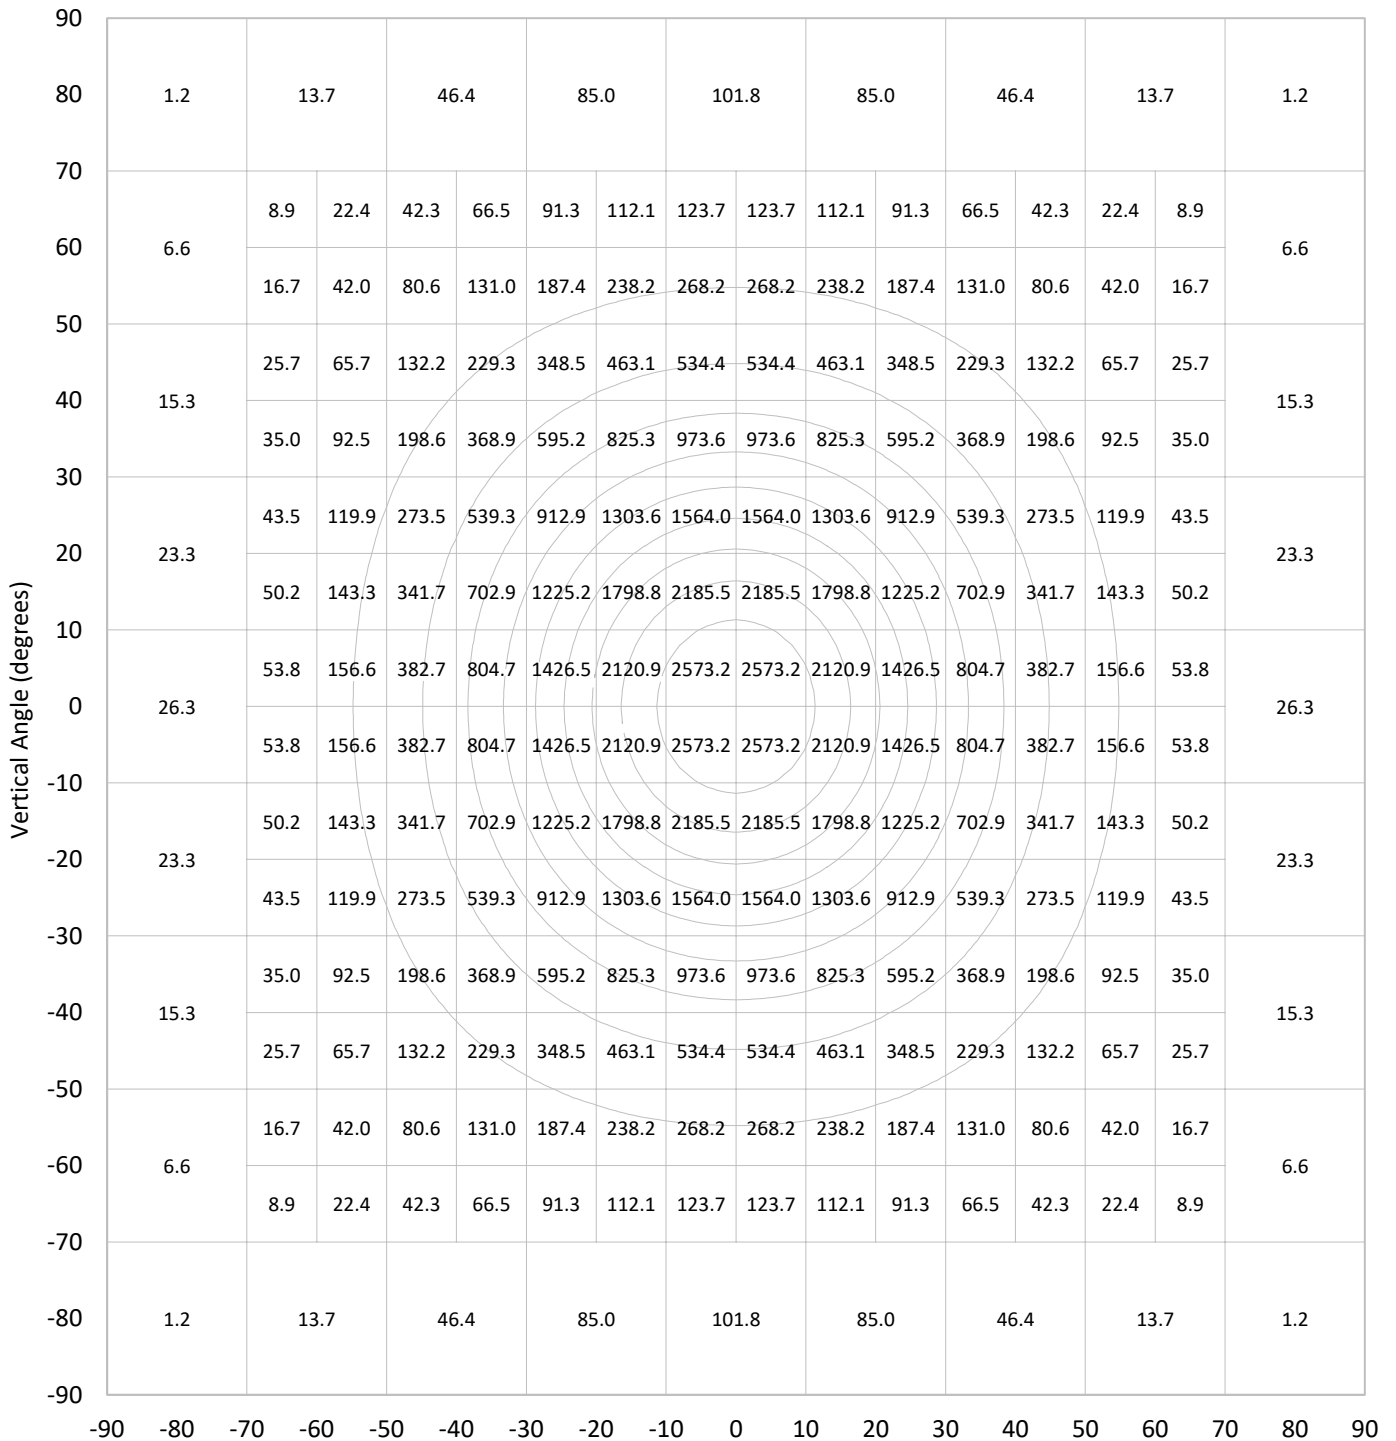 90
80 1.2 13.7 46.4 85.0 101.8 85.0 46.4 13.7 1.2
70
8.9 22.4 42.3 66.5 91.3 112.1 123.7 123.7 112.1 91.3 66.5 42.3 22.4 8.9
60 6.6 6.6
16.7 42.0 80.6 131.0 187.4 238.2 268.2 268.2 238.2 187.4 131.0 80.6 42.0 16.7
50
25.7 65.7 132.2 229.3 348.5 463.1 534.4 534.4 463.1 348.5 229.3 132.2 65.7 25.7
40 15.3 15.3
35.0 92.5 198.6 368.9 595.2 825.3 973.6 973.6 825.3 595.2 368.9 198.6 92.5 35.0
30
43.5 119.9 273.5 539.3 912.9 1303.6 1564.0 1564.0 1303.6 912.9 539.3 273.5 119.9 43.5
20 23.3 23.3
50.2 143.3 341.7 702.9 1225.2 1798.8 2185.5 2185.5 1798.8 1225.2 702.9 341.7 143.3 50.2
10
53.8 156.6 382.7 804.7 1426.5 2120.9 2573.2 2573.2 2120.9 1426.5 804.7 382.7 156.6 53.8
Vertical Angle (degrees)
0 26.3 26.3
53.8 156.6 382.7 804.7 1426.5 2120.9 2573.2 2573.2 2120.9 1426.5 804.7 382.7 156.6 53.8
-10
50.2 143.3 341.7 702.9 1225.2 1798.8 2185.5 2185.5 1798.8 1225.2 702.9 341.7 143.3 50.2
-20 23.3 23.3
43.5 119.9 273.5 539.3 912.9 1303.6 1564.0 1564.0 1303.6 912.9 539.3 273.5 119.9 43.5
-30
35.0 92.5 198.6 368.9 595.2 825.3 973.6 973.6 825.3 595.2 368.9 198.6 92.5 35.0
-40 15.3 15.3
25.7 65.7 132.2 229.3 348.5 463.1 534.4 534.4 463.1 348.5 229.3 132.2 65.7 25.7
-50
16.7 42.0 80.6 131.0 187.4 238.2 268.2 268.2 238.2 187.4 131.0 80.6 42.0 16.7
-60 6.6 6.6
8.9 22.4 42.3 66.5 91.3 112.1 123.7 123.7 112.1 91.3 66.5 42.3 22.4 8.9
-70
-80 1.2 13.7 46.4 85.0 101.8 85.0 46.4 13.7 1.2
-90
-90 -80 -70 -60 -50 -40 -30 -20 -10 0 10 20 30 40 50 60 70 80 90